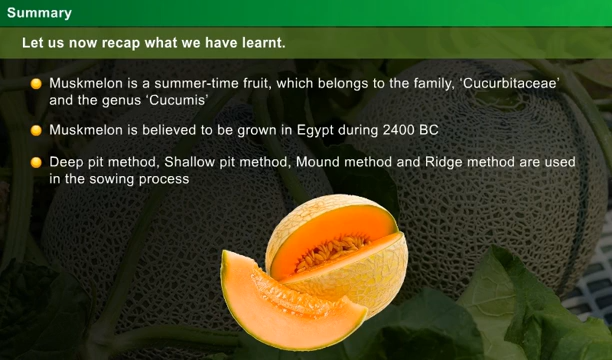 Summary
Let us now recap what we have learnt.
Muskmelon is a summer-time fruit, which belongs to the family, ‘Cucurbitaceae’
and the genus ‘Cucumis’
Muskmelon is believed to be grown in Egypt during 2400 BC
Deep pit method, Shallow pit method, Mound method and Ridge method are used
in the sowing process